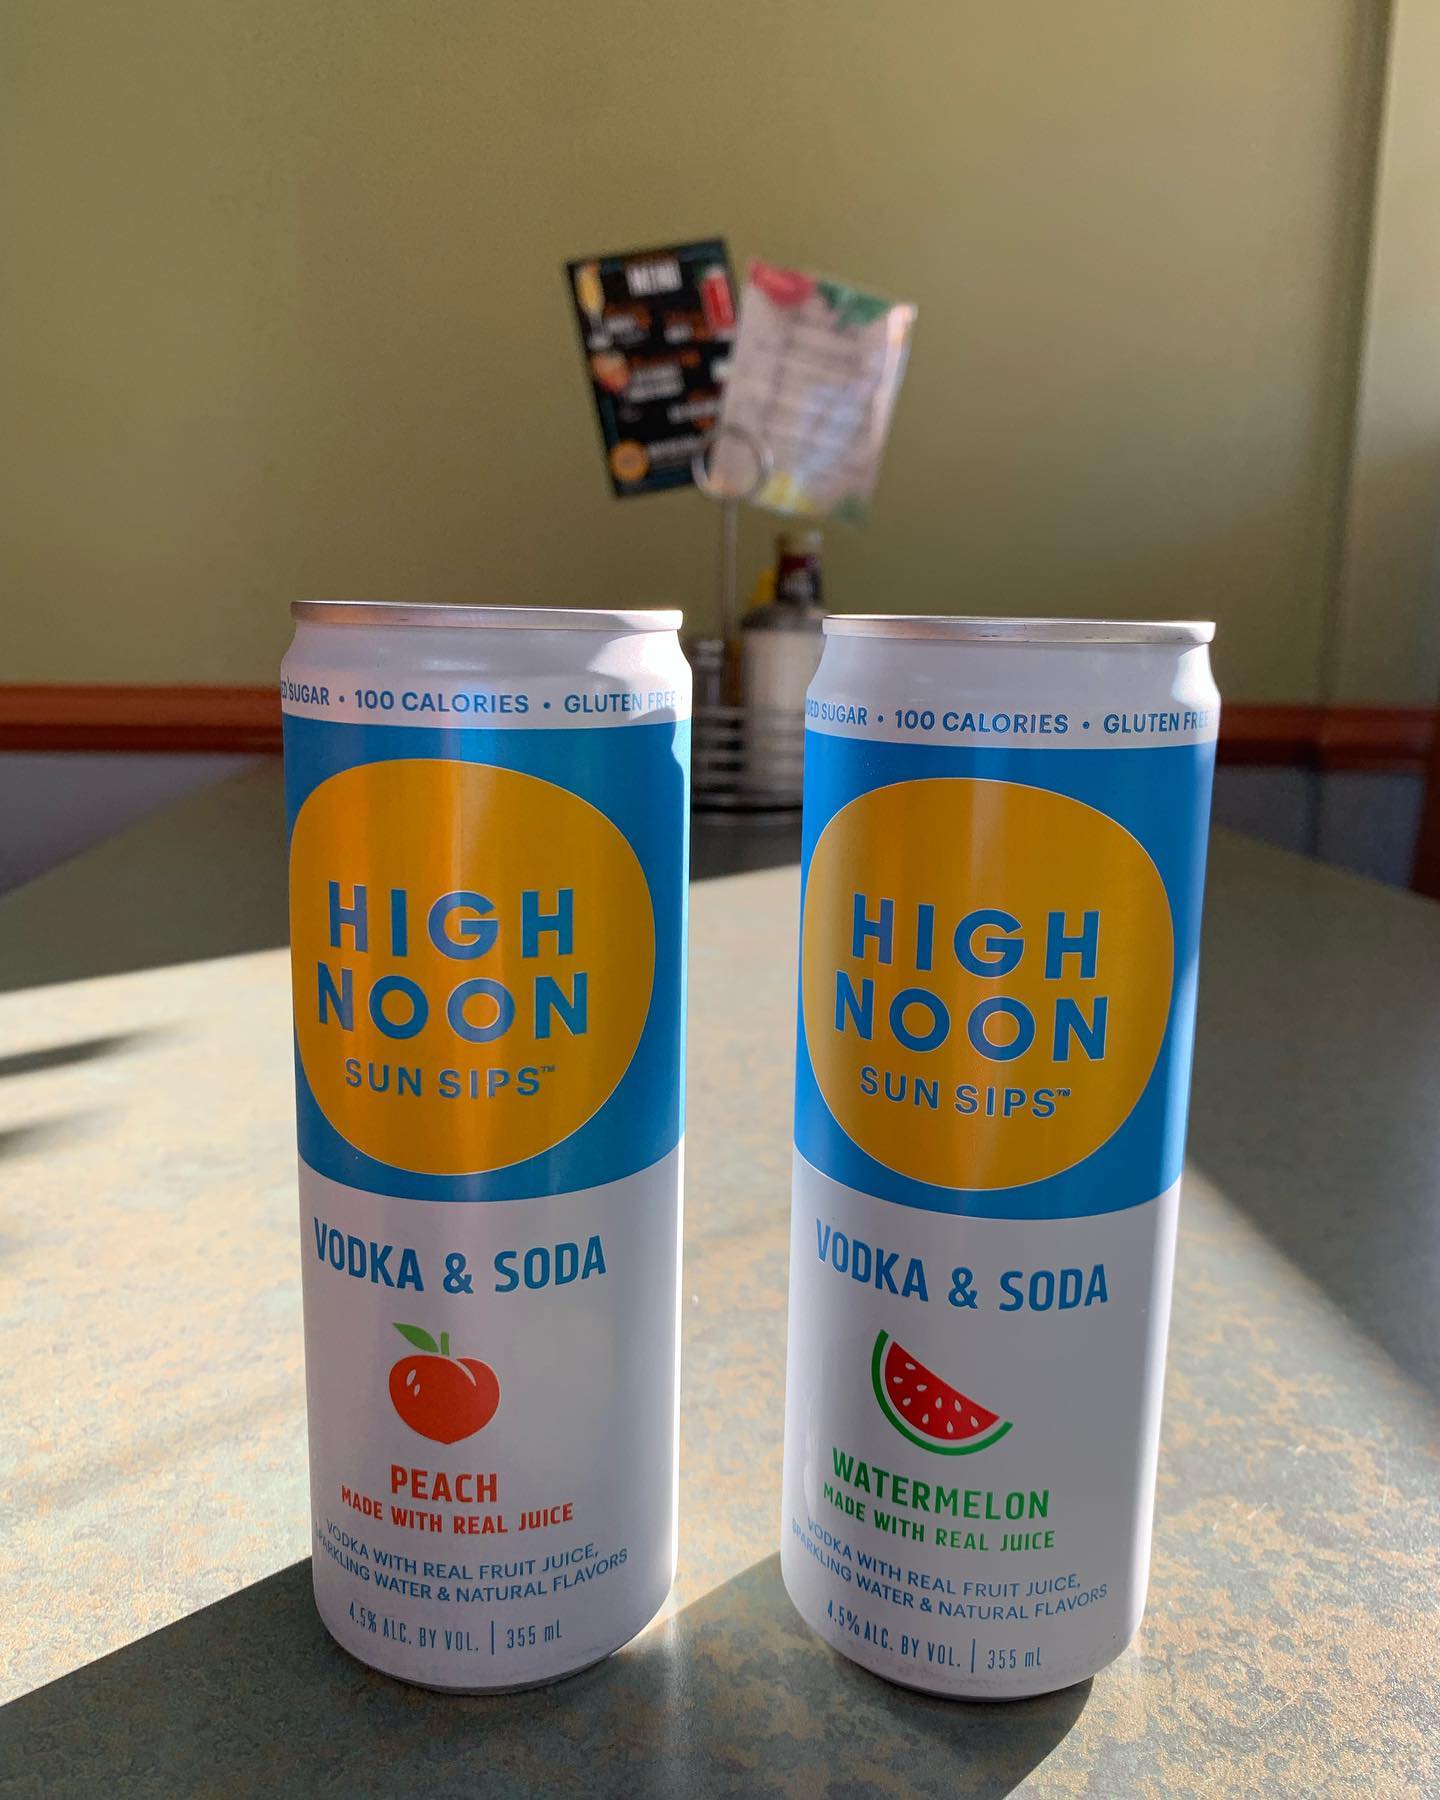 SUGAR • 100 CALORIES • GLUTEN FREE
HIGH
NOON
SUN SIPS™
VODKA & SODA
PEACH
MADE WITH REAL JUICE
VODKA WITH REAL FRUIT JUICE,
SPARKLING WATER & NATURAL FLAVORS
4.5% ALC. BY VOL. | 355 mL
SUGAR • 100 CALORIES • GLUTEN FREE
HIGH
NOON
SUN SIPS™
VODKA & SODA
WATERMELON
MADE WITH REAL JUICE
VODKA WITH REAL FRUIT JUICE,
SPARKLING WATER & NATURAL FLAVORS
4.5% ALC. BY VOL. | 355 mL